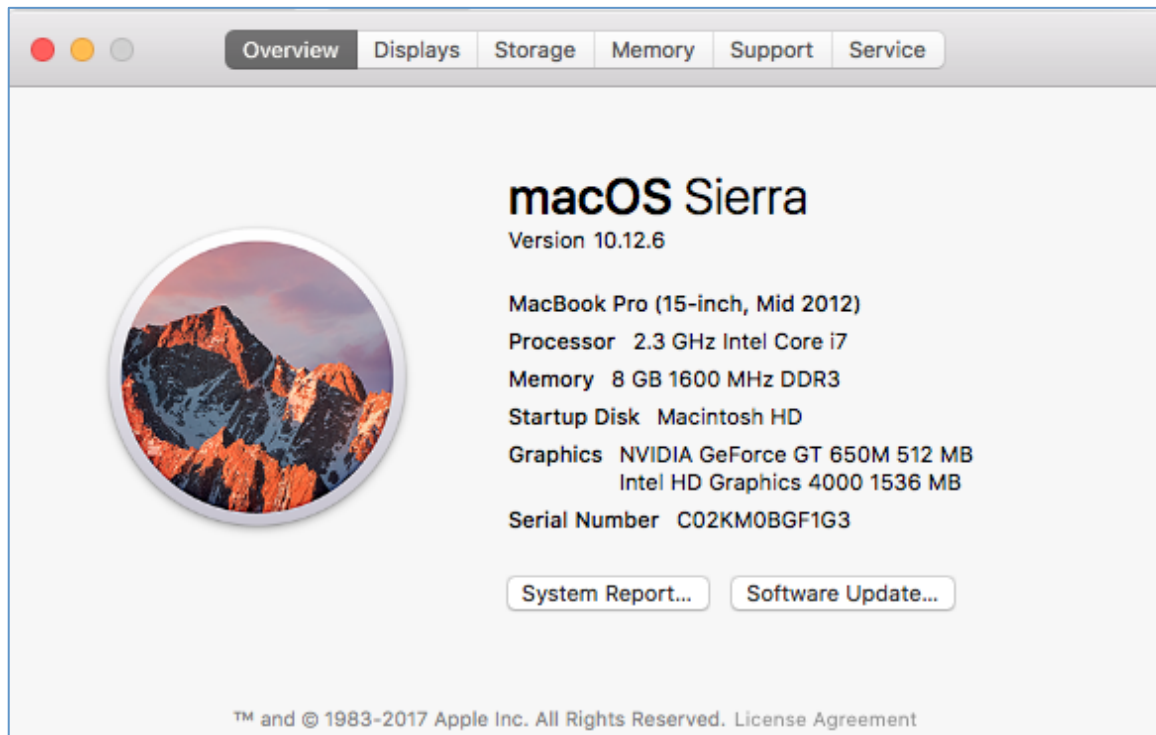 Overview Displays Storage Memory Support Service
macOS Sierra
Version 10.12.6
MacBook Pro (15-inch, Mid 2012)
Processor 2.3 GHz Intel Core i7
Memory 8 GB 1600 MHz DDR3
Startup Disk Macintosh HD
Graphics NVIDIA GeForce GT 650M 512 MB
Intel HD Graphics 4000 1536 MB
Serial Number C02KM0BGF1G3
System Report... Software Update...
™ and © 1983-2017 Apple Inc. All Rights Reserved. License Agreement